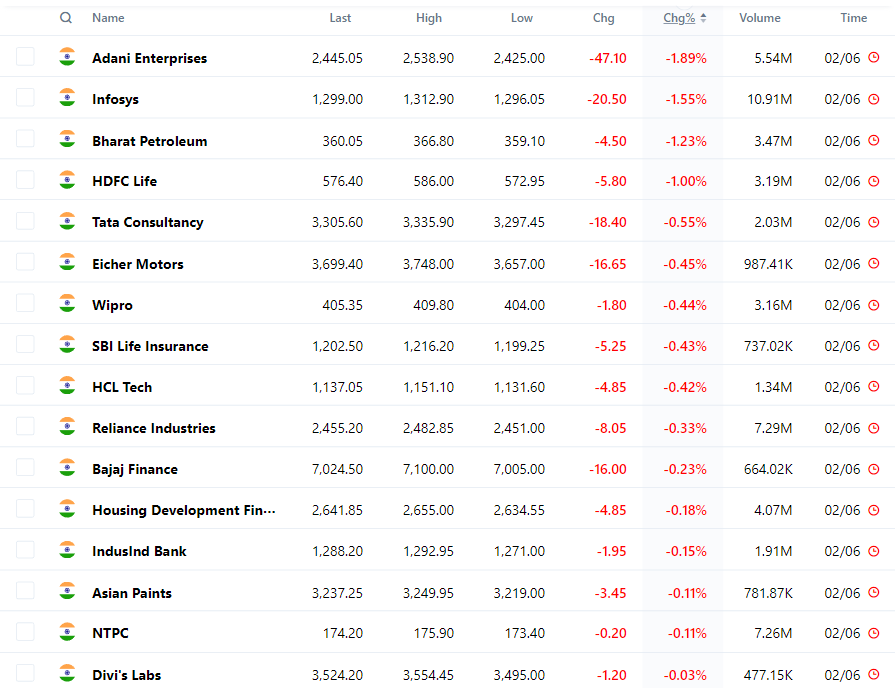 Name Last High Low Chg Chg% Volume Time
Adani Enterprises 2,445.05 2,538.90 2,425.00 -47.10 -1.89% 5.54M 02/06
Infosys 1,299.00 1,312.90 1,296.05 -20.50 -1.55% 10.91M 02/06
Bharat Petroleum 360.05 366.80 359.10 -4.50 -1.23% 3.47M 02/06
HDFC Life 576.40 586.00 572.95 -5.80 -1.00% 3.19M 02/06
Tata Consultancy 3,305.60 3,335.90 3,297.45 -18.40 -0.55% 2.03M 02/06
Eicher Motors 3,699.40 3,748.00 3,657.00 -16.65 -0.45% 987.41K 02/06
Wipro 405.35 409.80 404.00 -1.80 -0.44% 3.16M 02/06
SBI Life Insurance 1,202.50 1,216.20 1,199.25 -5.25 -0.43% 737.02K 02/06
HCL Tech 1,137.05 1,151.10 1,131.60 -4.85 -0.42% 1.34M 02/06
Reliance Industries 2,455.20 2,482.85 2,451.00 -8.05 -0.33% 7.29M 02/06
Bajaj Finance 7,024.50 7,100.00 7,005.00 -16.00 -0.23% 664.02K 02/06
Housing Development Fin··· 2,641.85 2,655.00 2,634.55 -4.85 -0.18% 4.07M 02/06
IndusInd Bank 1,288.20 1,292.95 1,271.00 -1.95 -0.15% 1.91M 02/06
Asian Paints 3,237.25 3,249.95 3,219.00 -3.45 -0.11% 781.87K 02/06
NTPC 174.20 175.90 173.40 -0.20 -0.11% 7.26M 02/06
Divi's Labs 3,524.20 3,554.45 3,495.00 -1.20 -0.03% 477.15K 02/06